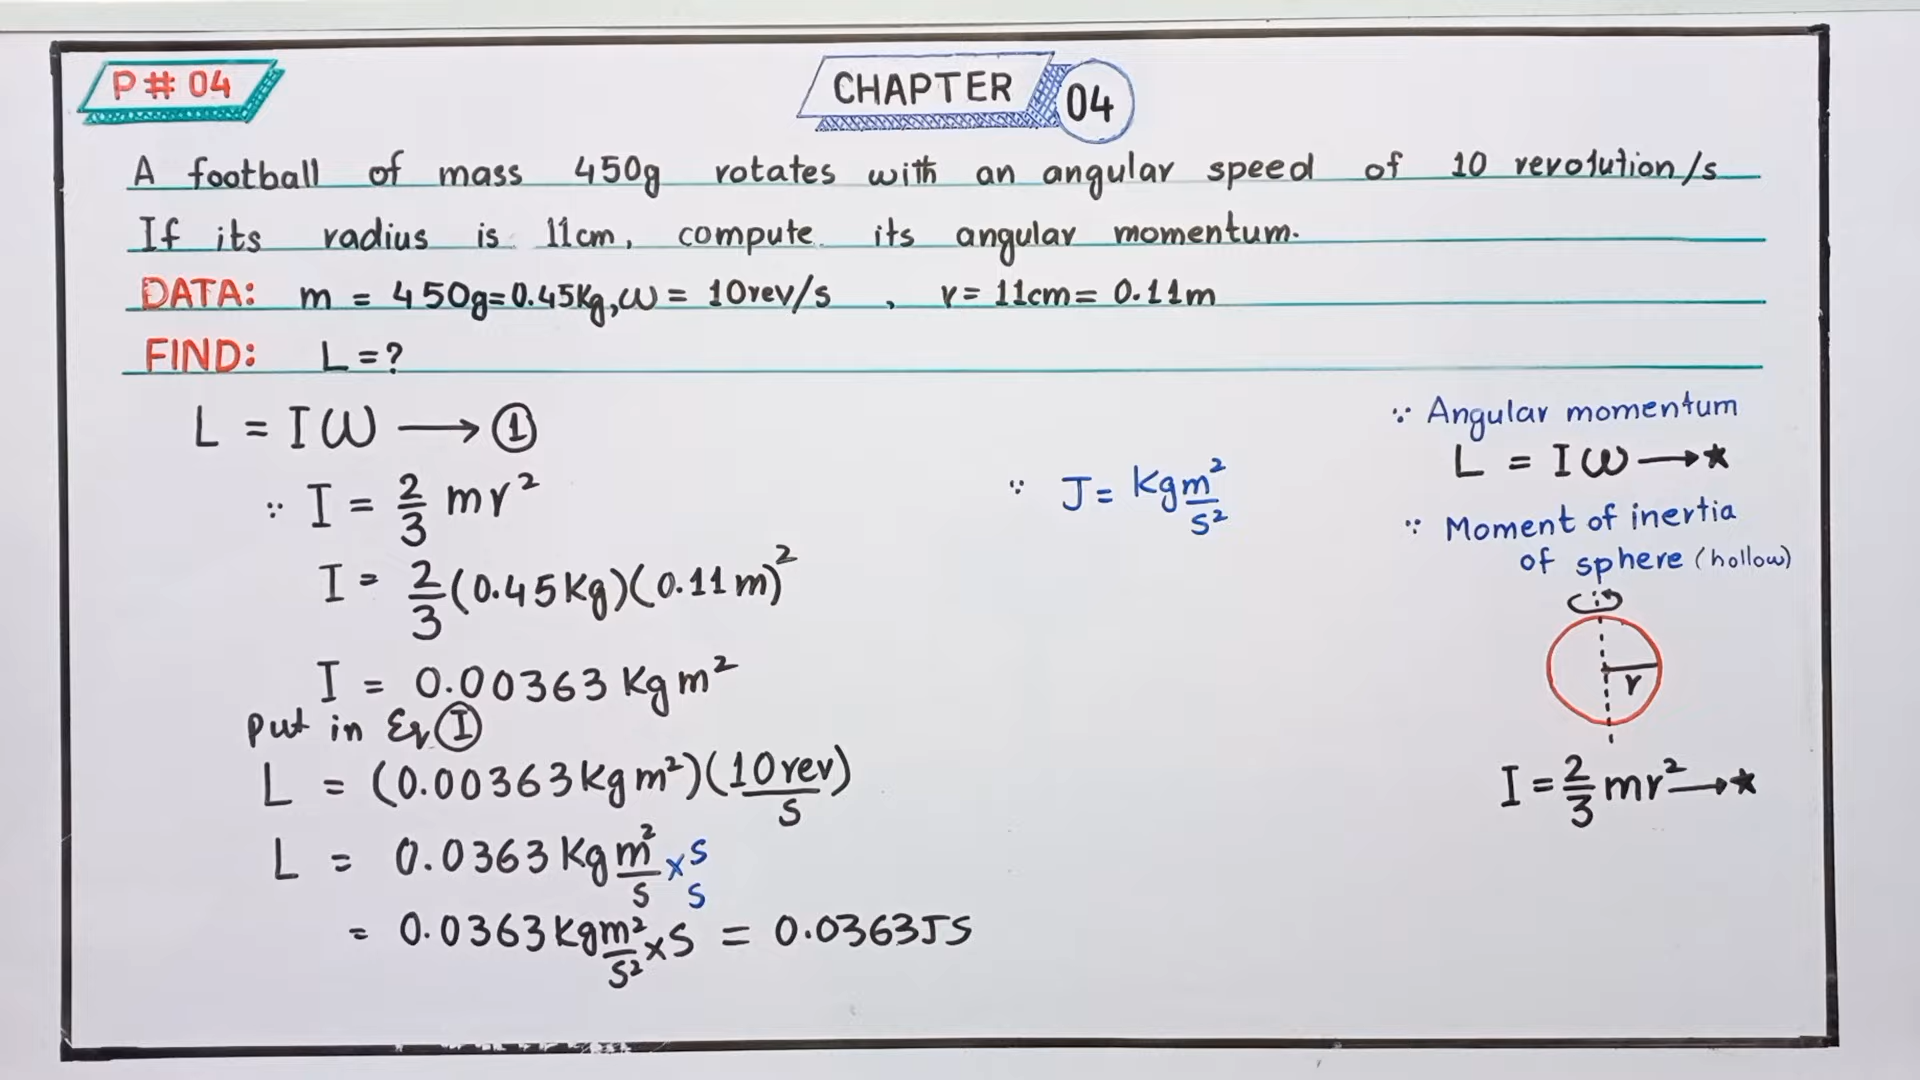 P # 04
CHAPTER 04
A football of mass 450g rotates with an angular speed of 10 revolution/s
If its radius is 11cm, compute its angular momentum.
DATA: m = 450g=0.45Kg, ω = 10rev/s , r= 11cm= 0.11m
FIND: L=?
L = Iω ⟶ ①
∵ I = 2/3 mr²
I = 2/3 (0.45Kg)(0.11m)²
I = 0.00363 Kgm²
put in Eq Ⓘ
L = (0.00363Kgm²)(10rev/s)
L = 0.0363 Kg m²/s × s/s
= 0.0363 Kgm²/s² × s = 0.0363JS
∵ J = Kg m²/s²
∵ Angular momentum
L = Iω ⟶★
∵ Moment of inertia
of sphere (hollow)
r
I = 2/3 mr² ⟶★